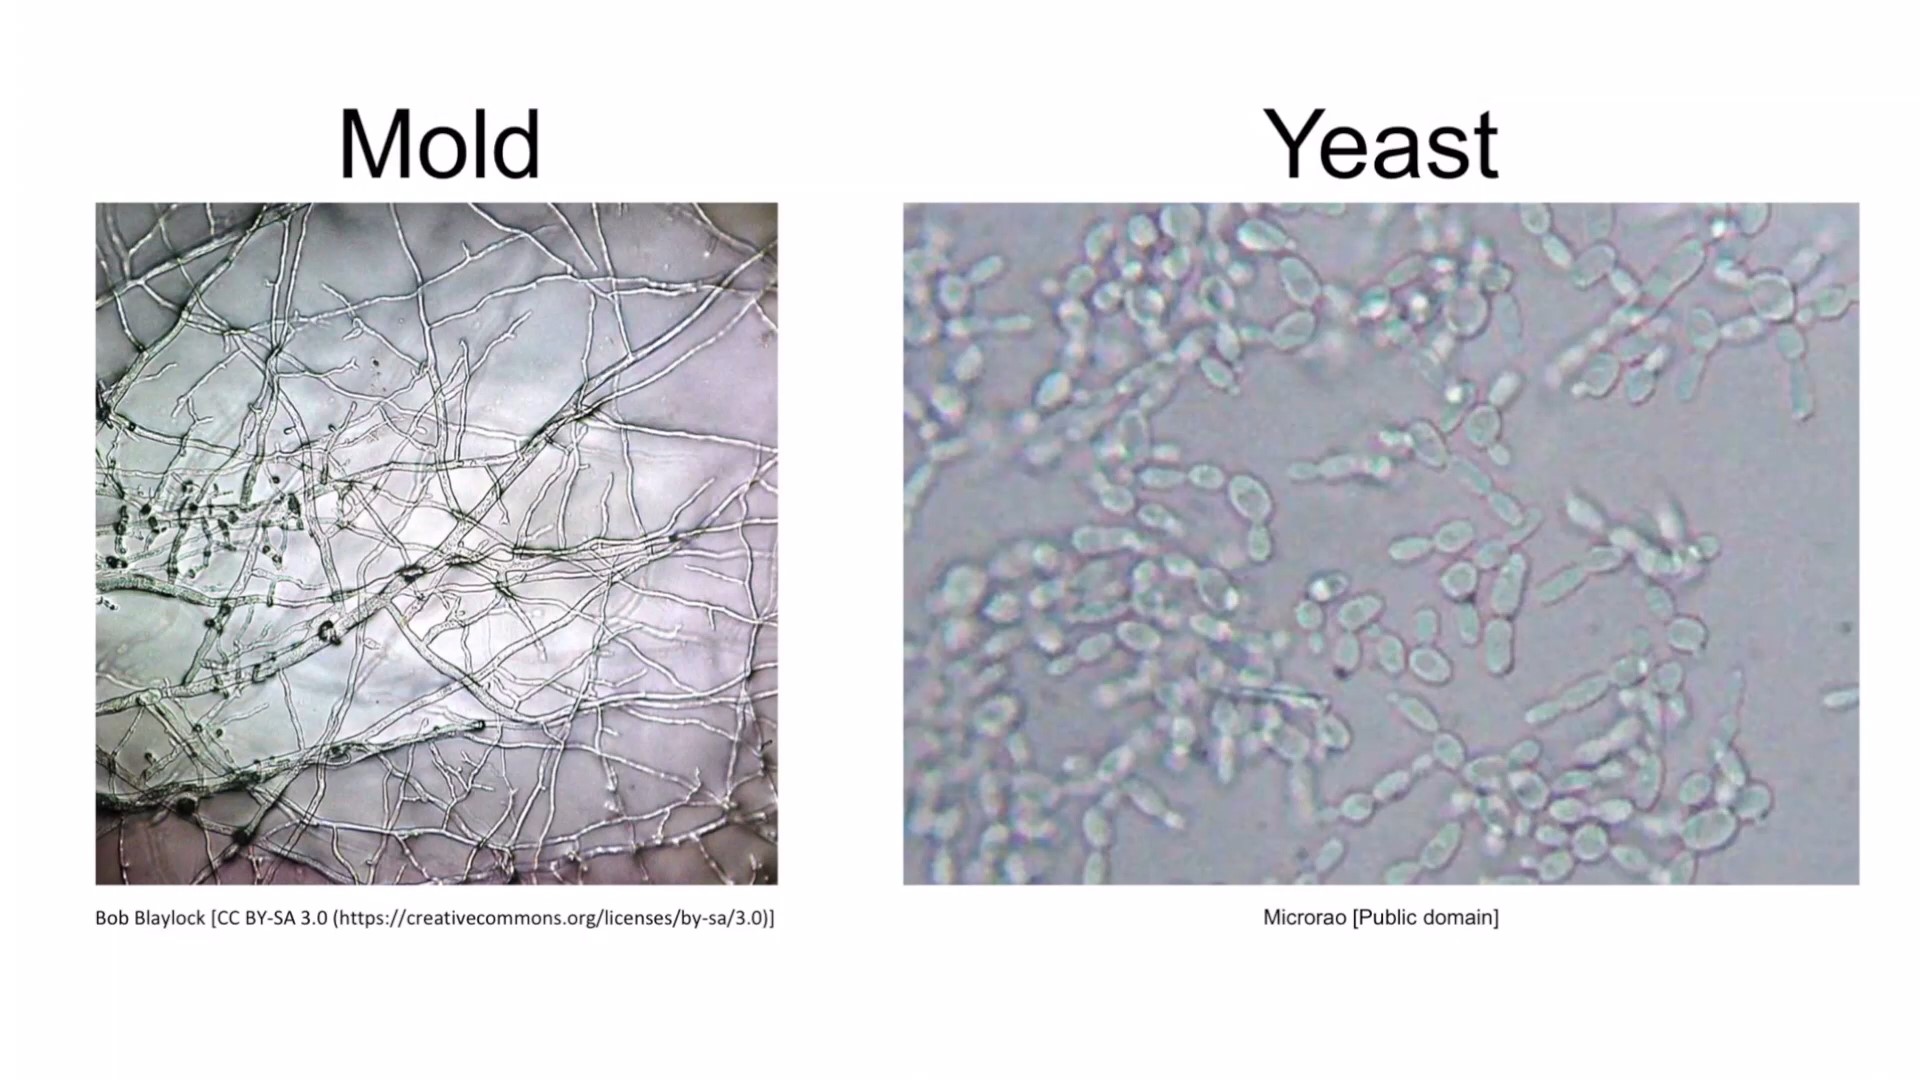 Mold
Yeast
Bob Blaylock [CC BY-SA 3.0 (https://creativecommons.org/licenses/by-sa/3.0)]
Microrao [Public domain]